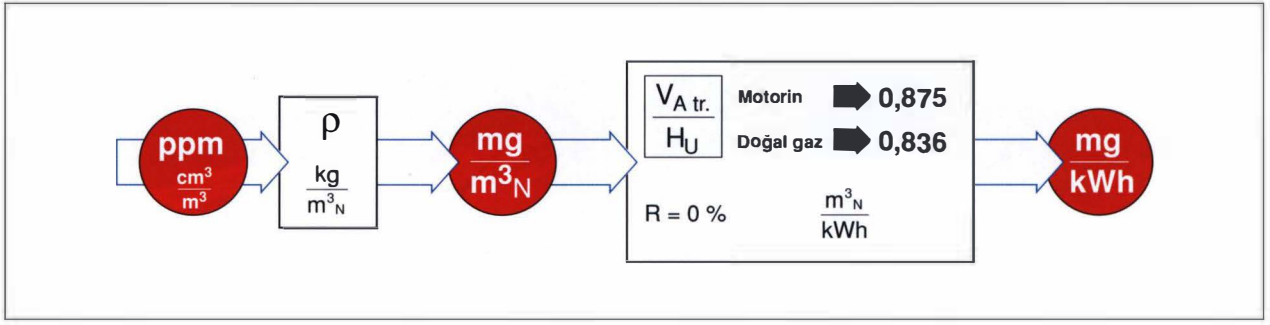 ppm
cm³
m³
ρ
kg
m³N
mg
m³N
VA tr.
HU
Motorin 0,875
Doğal gaz 0,836
R = 0 %
m³N
kWh
mg
kWh